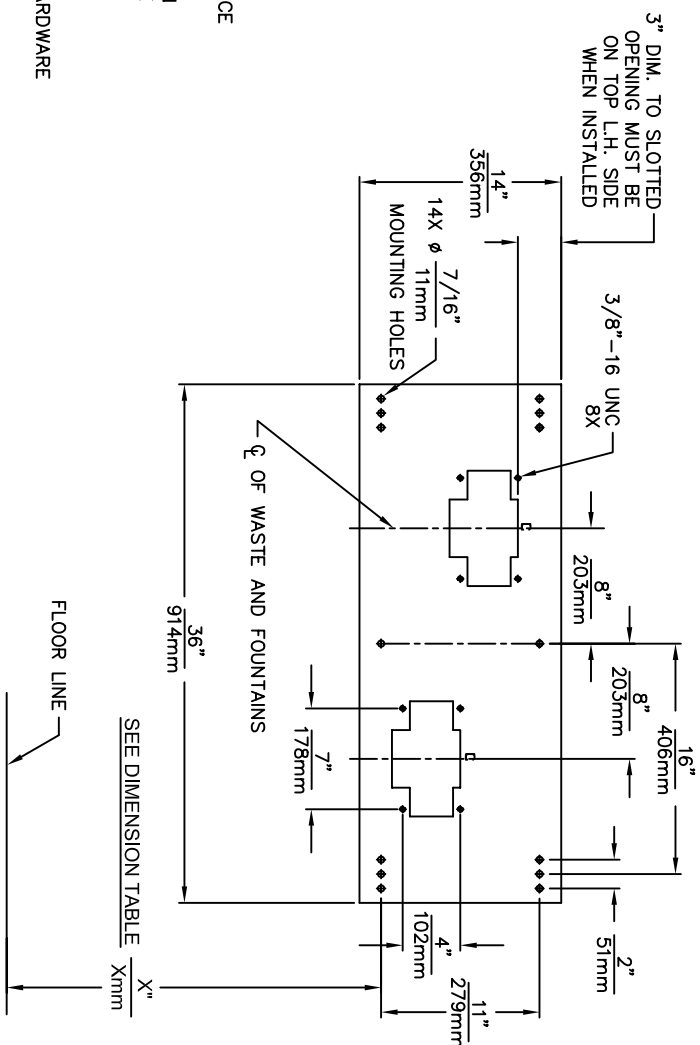 CE
ARDWARE
3" DIM. TO SLOTTED
OPENING MUST BE
ON TOP L.H. SIDE
WHEN INSTALLED
14"
356mm
14X ø 7/16"
11mm
MOUNTING HOLES
3/8"-16 UNC
8X
8"
203mm
8"
203mm
16"
406mm
2"
51mm
℄ OF WASTE AND FOUNTAINS
7"
178mm
4"
102mm
11"
279mm
36"
914mm
SEE DIMENSION TABLE
X"
Xmm
FLOOR LINE